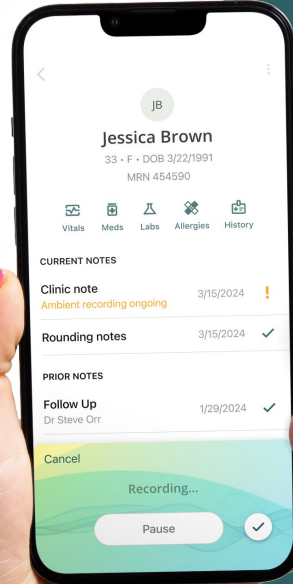 JB
Jessica Brown
33 • F • DOB 3/22/1991
MRN 454590
Vitals Meds Labs Allergies History
CURRENT NOTES
Clinic note 3/15/2024 !
Ambient recording ongoing
Rounding notes 3/15/2024
PRIOR NOTES
Follow Up 1/29/2024
Dr Steve Orr
Cancel
Recording...
Pause